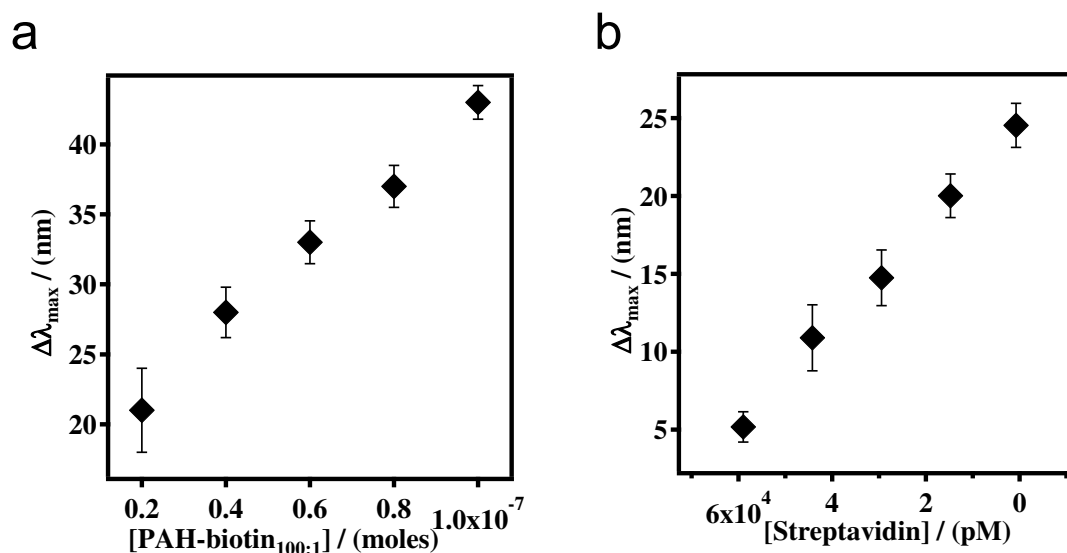 a
b
40
35
30
25
20
Δλmax / (nm)
0.2 0.4 0.6 0.8 1.0x10⁻⁷
[PAH-biotin100:1] / (moles)
25
20
15
10
5
Δλmax / (nm)
6x10⁴ 4 2 0
[Streptavidin] / (pM)